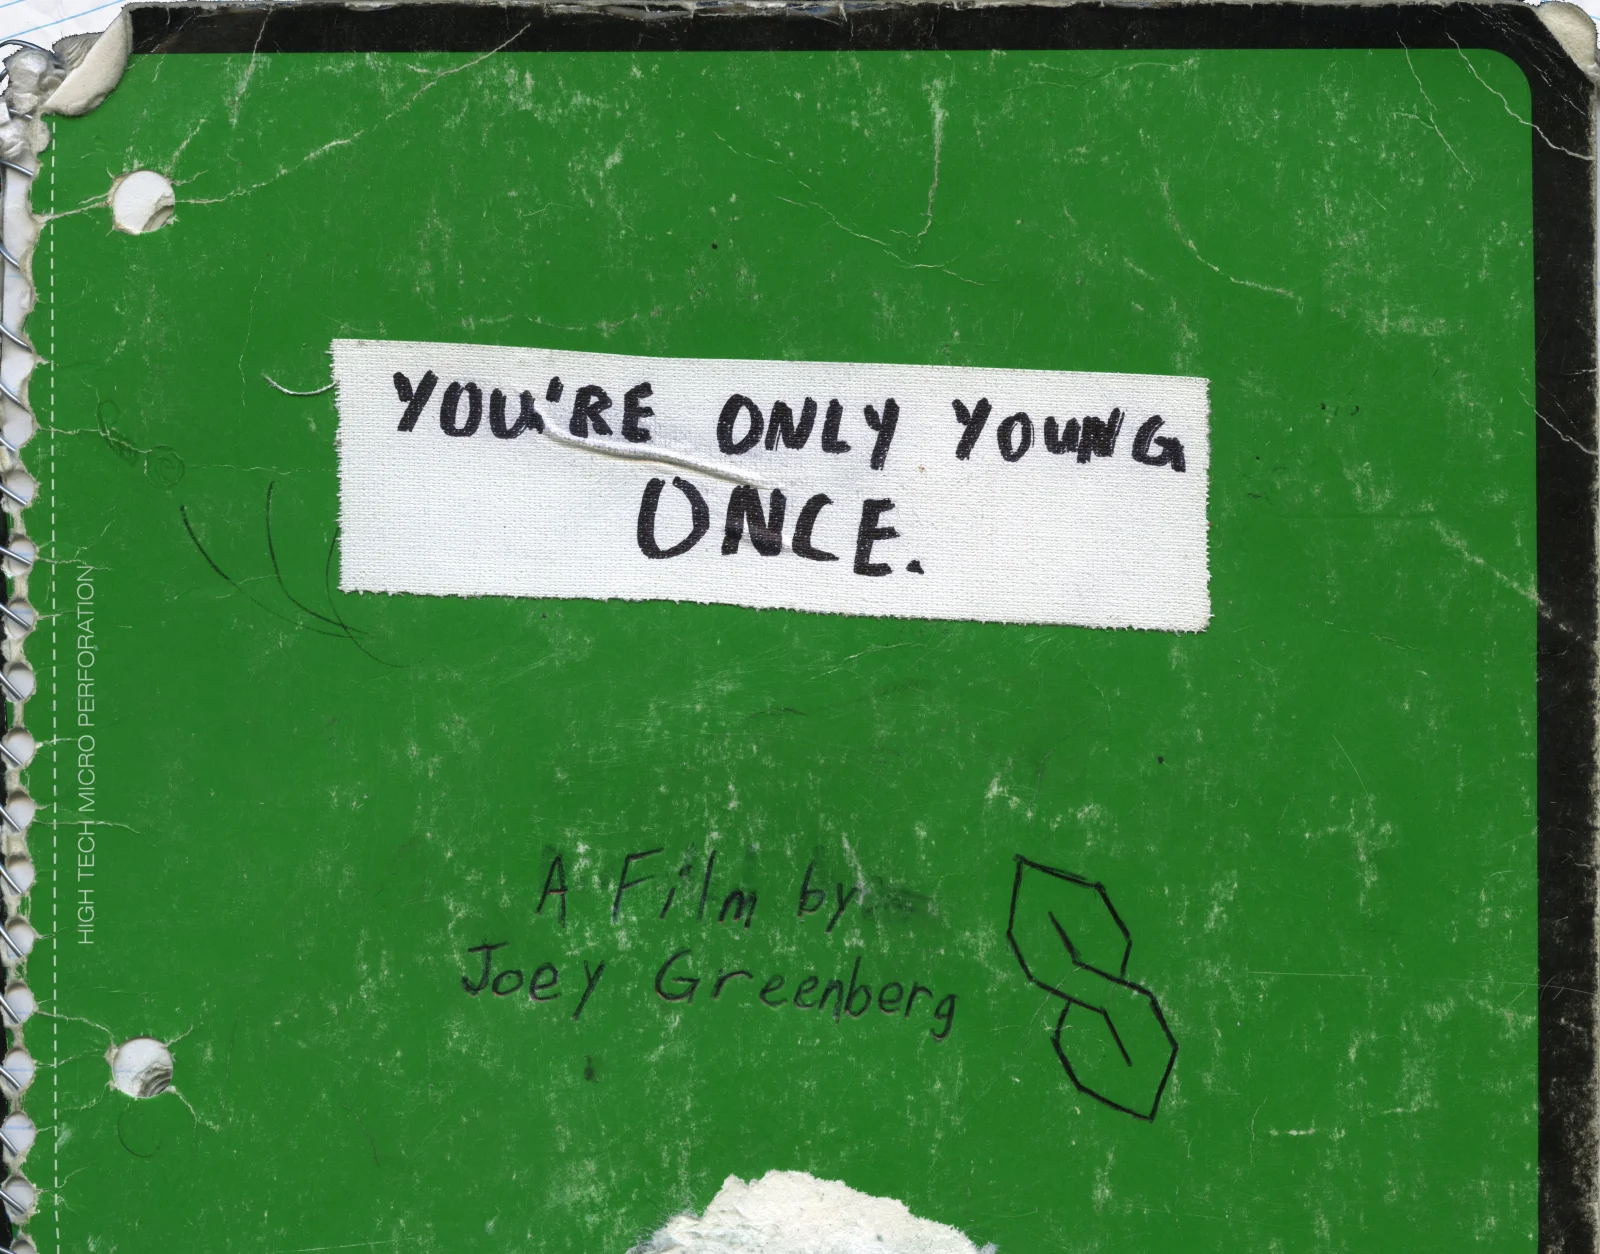 YOU'RE ONLY YOUNG
ONCE.
HIGH TECH MICRO PERFORATION
A Film by
Joey Greenberg